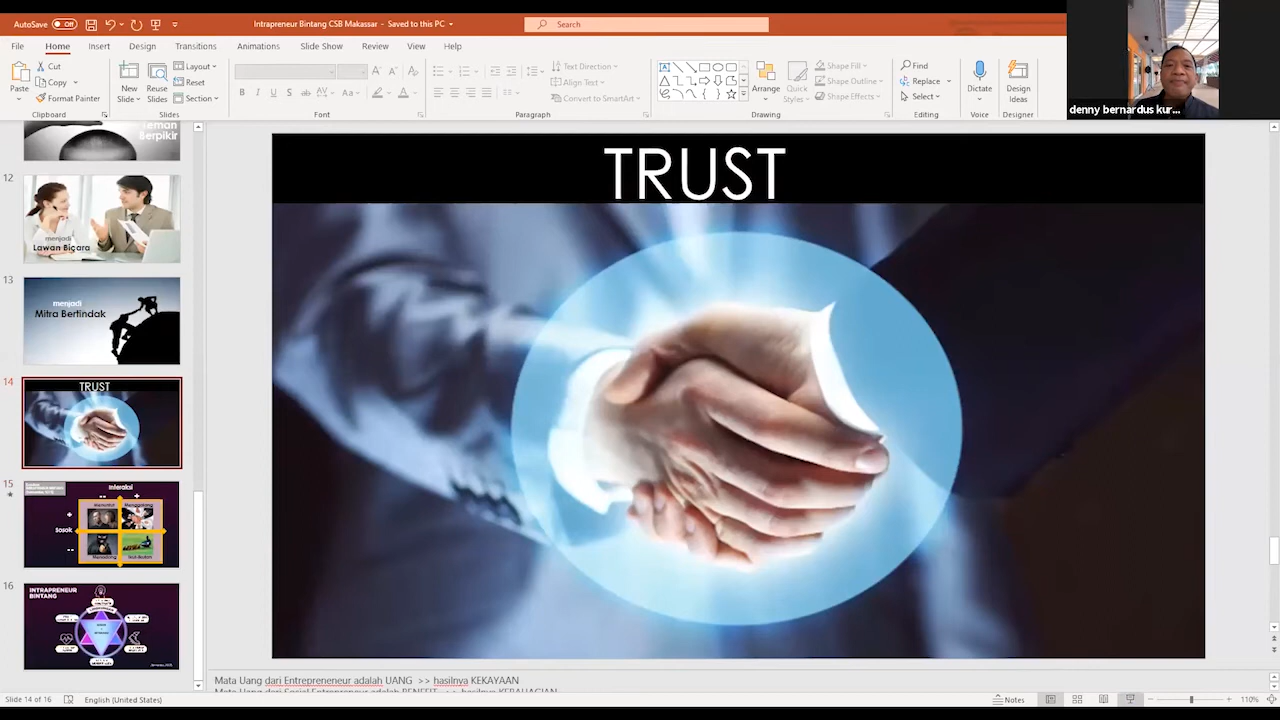 AutoSave Off Intrapreneur Bintang CSB Makassar - Saved to this PC Search
File Home Insert Design Transitions Animations Slide Show Review View Help
Paste Cut Copy Format Painter
Clipboard
New Slide Reuse Slides Layout Reset Section
Slides
Font
Text Direction Align Text Convert to SmartArt
Paragraph
Arrange Quick Styles Shape Fill Shape Outline Shape Effects
Drawing
Find Replace Select
Editing
Dictate
Voice
Design Ideas
Designer
denny bernardus kur...
Teman
Berpikir
12
menjadi
Lawan Biçara
13
menjadi
Mitra Bertindak
14
TRUST
15
Interaksi
-- +
+
Sosok
--
16
INTRAPRENEUR
BINTANG
TRUST
Mata Uang dari Entrepreneneur adalah UANG >> hasilnya KEKAYAAN
Slide 14 of 16 English (United States) Notes 110%